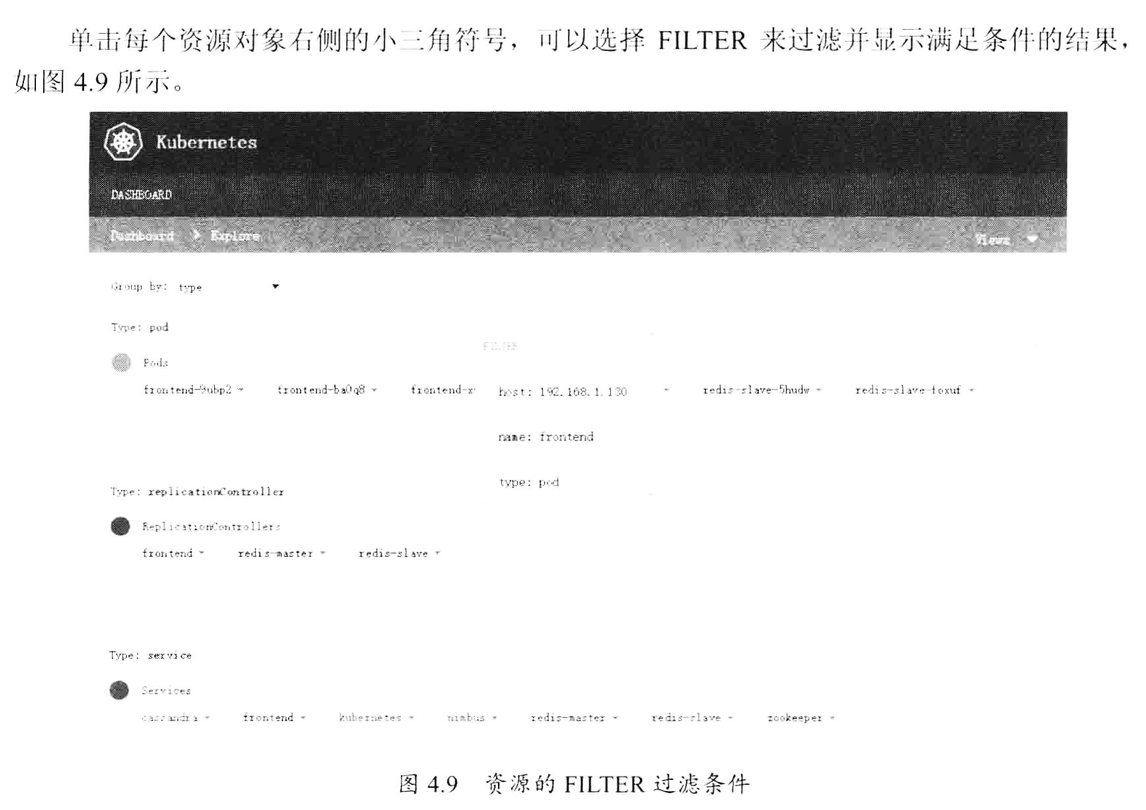 单击每个资源对象右侧的小三角符号，可以选择 FILTER 来过滤并显示满足条件的结果，
如图 4.9 所示。
Kubernetes
DASHBOARD
Dashboard > Explore Views
Group by: type
Type: pod
FILTER
Pods
frontend-9ubp2 frontend-ba0q8 frontend-x host: 192.168.1.130 redis-slave-5hudw redis-slave-foxuf
name: frontend
type: pod
Type: replicationController
ReplicationControllers
frontend redis-master redis-slave
Type: service
Services
cassandra frontend kubernetes nimbus redis-master redis-slave zookeeper
图 4.9 资源的 FILTER 过滤条件